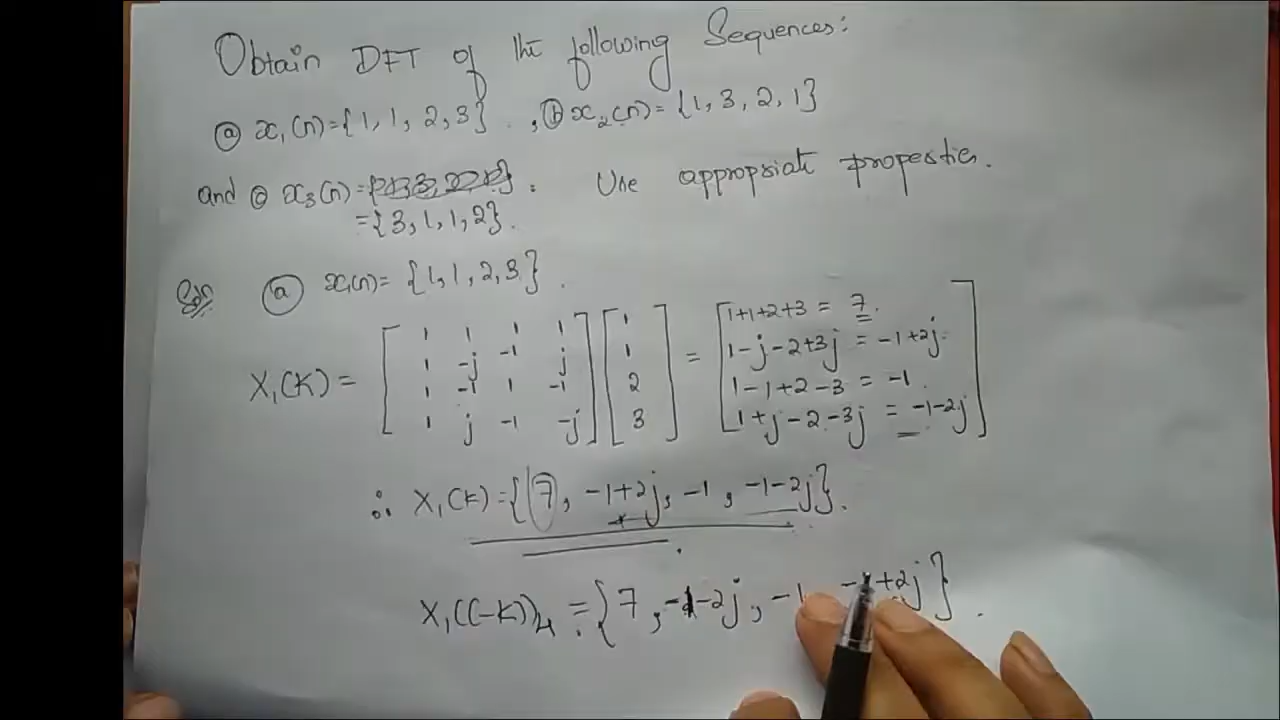 Obtain DFT of the following Sequences:
(a) x₁(n)={1, 1, 2, 3} , (b) x₂(n)= {1, 3, 2, 1}
and (c) x₃(n)= . Use appropriate properties.
={3, 1, 1, 2}.
Soln (a) x₁(n)= {1, 1, 2, 3}.
X₁(K) = [1 1 1 1 [1 = [1+1+2+3 = 7.
1 -j -1 j 1 1-j-2+3j = -1+2j.
1 -1 1 -1 2 1-1+2-3 = -1.
1 j -1 -j] 3] 1+j-2-3j = -1-2j]
∴ X₁(K)={7, -1+2j, -1, -1-2j}.
X₁((-K))₄ = {7, -1-2j, -1 -1+2j}.